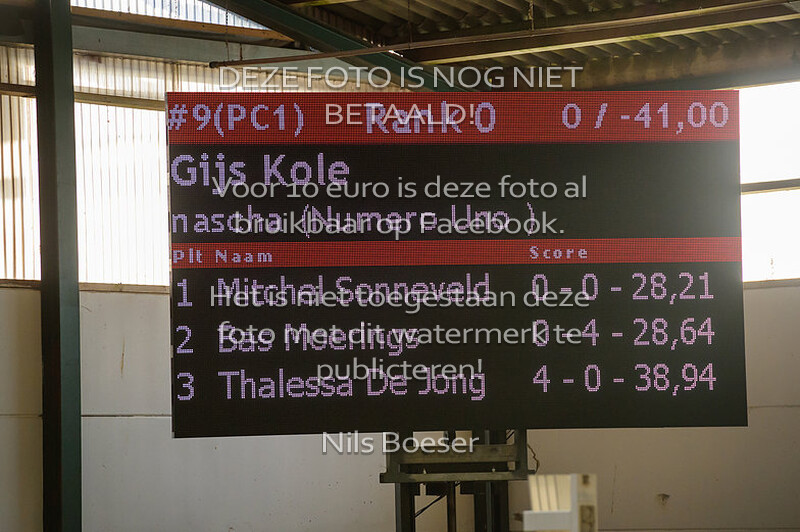 DEZE FOTO IS NOG NIET
BETAALD!
#9(PC1) Rank 0 0 / -41,00
Gijs Kole
Voor 10 euro is deze foto al
nascha (Numero Uno )
bruikbaar op Facebook.
Plt Naam Score
1 Mitchel Sonneveld 0 - 0 - 28,21
Het is niet toegestaan deze
2 Bas Moerings 0 - 4 - 28,64
foto met dit watermerk te
publiceren!
3 Thalessa De Jong 4 - 0 - 38,94
Nils Boeser